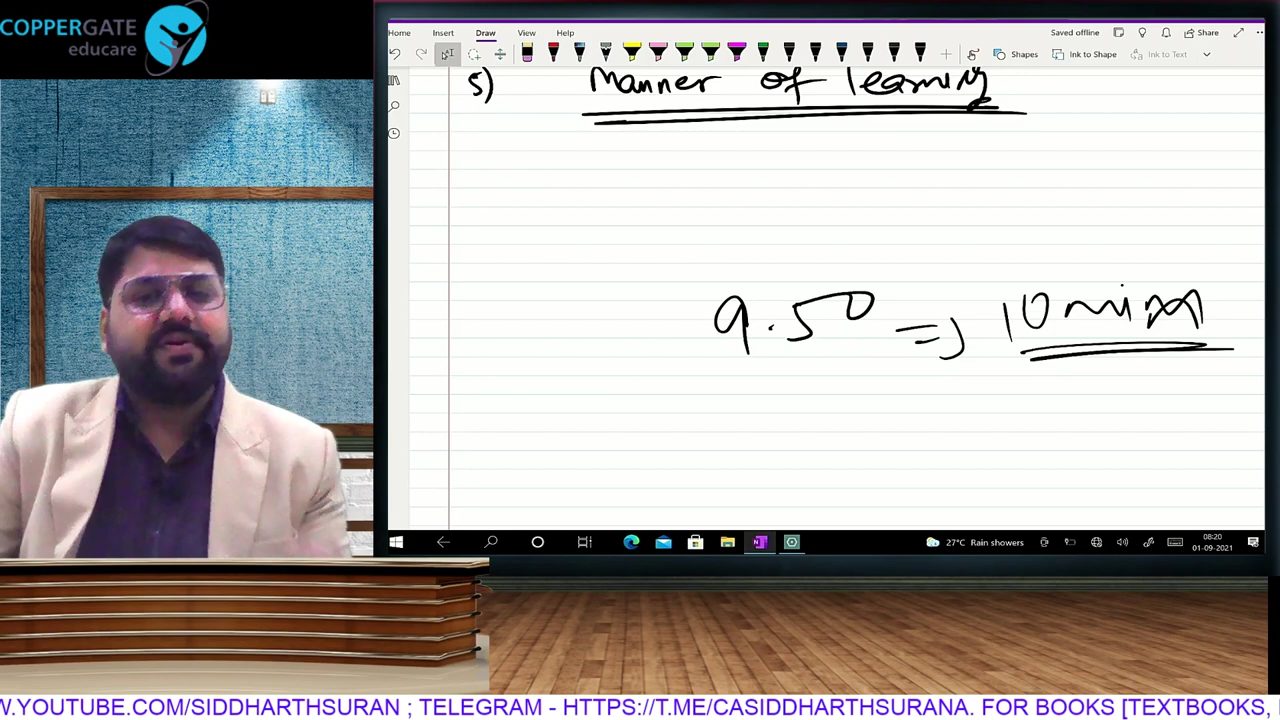 COPPERGATE
educare
Home Insert Draw View Help
Saved offline
Share
Shapes
Ink to Shape
Ink to Text
5) Manner of learning
9.50 => 10 mins
27°C Rain showers
08:20
01-09-2021
W.YOUTUBE.COM/SIDDHARTHSURAN ; TELEGRAM - HTTPS://T.ME/CASIDDHARTHSURANA. FOR BOOKS [TEXTBOOKS,